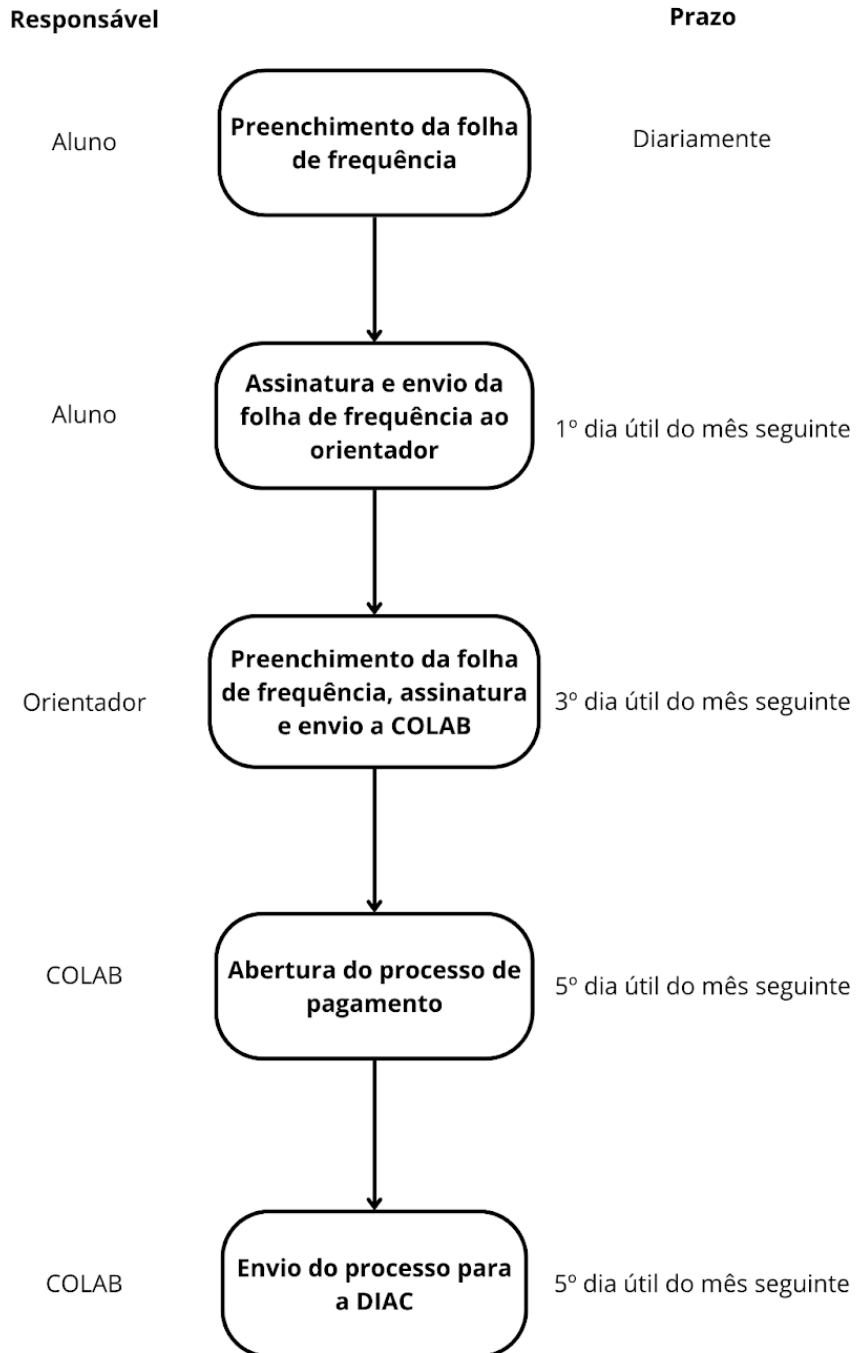 Responsável
Prazo
Aluno
Preenchimento da folha
de frequência
Diariamente
Aluno
Assinatura e envio da
folha de frequência ao
orientador
1º dia útil do mês seguinte
Orientador
Preenchimento da folha
de frequência, assinatura
e envio a COLAB
3º dia útil do mês seguinte
COLAB
Abertura do processo de
pagamento
5º dia útil do mês seguinte
COLAB
Envio do processo para
a DIAC
5º dia útil do mês seguinte